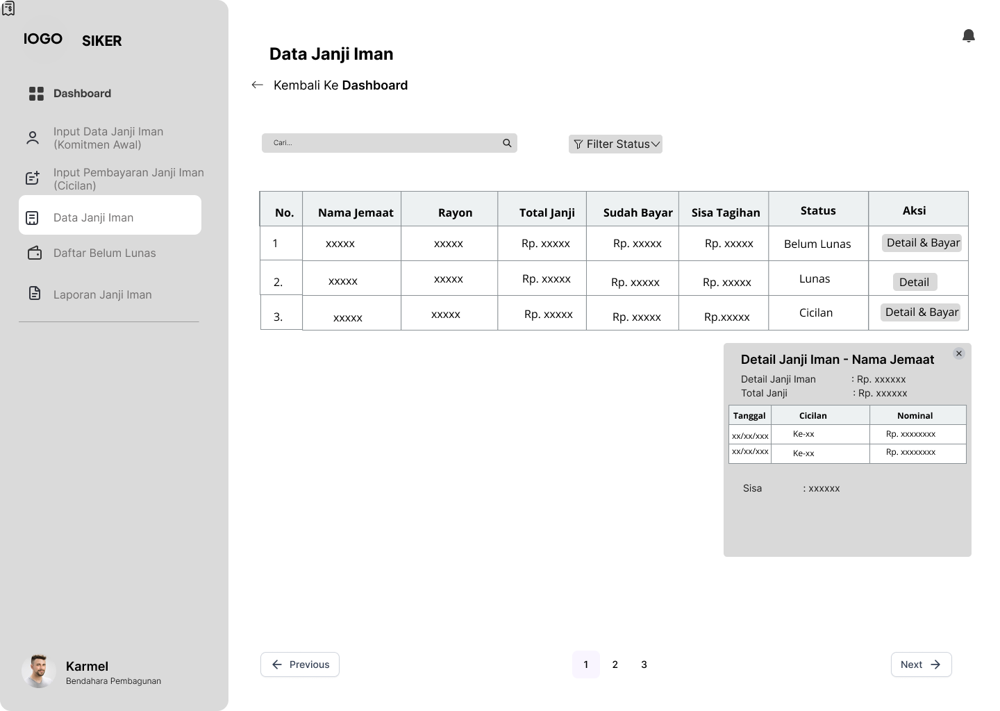 lOGO
SIKER
Dashboard
Input Data Janji Iman
(Komitmen Awal)
Input Pembayaran Janji Iman
(Cicilan)
Data Janji Iman
Daftar Belum Lunas
Laporan Janji Iman
Karmel
Bendahara Pembagunan
Data Janji Iman
Kembali Ke Dashboard
Cari...
Filter Status
No. Nama Jemaat Rayon Total Janji Sudah Bayar Sisa Tagihan Status Aksi
1 xxxxx xxxxx Rp. xxxxx Rp. xxxxx Rp. xxxxx Belum Lunas Detail & Bayar
2. xxxxx xxxxx Rp. xxxxx Rp. xxxxx Rp. xxxxx Lunas Detail
3. xxxxx xxxxx Rp. xxxxx Rp. xxxxx Rp.xxxxx Cicilan Detail & Bayar
Detail Janji Iman - Nama Jemaat
Detail Janji Iman : Rp. xxxxxx
Total Janji : Rp. xxxxxx
Tanggal Cicilan Nominal
xx/xx/xxx Ke-xx Rp. xxxxxxxx
xx/xx/xxx Ke-xx Rp. xxxxxxxx
Sisa : xxxxxx
Previous 1 2 3 Next